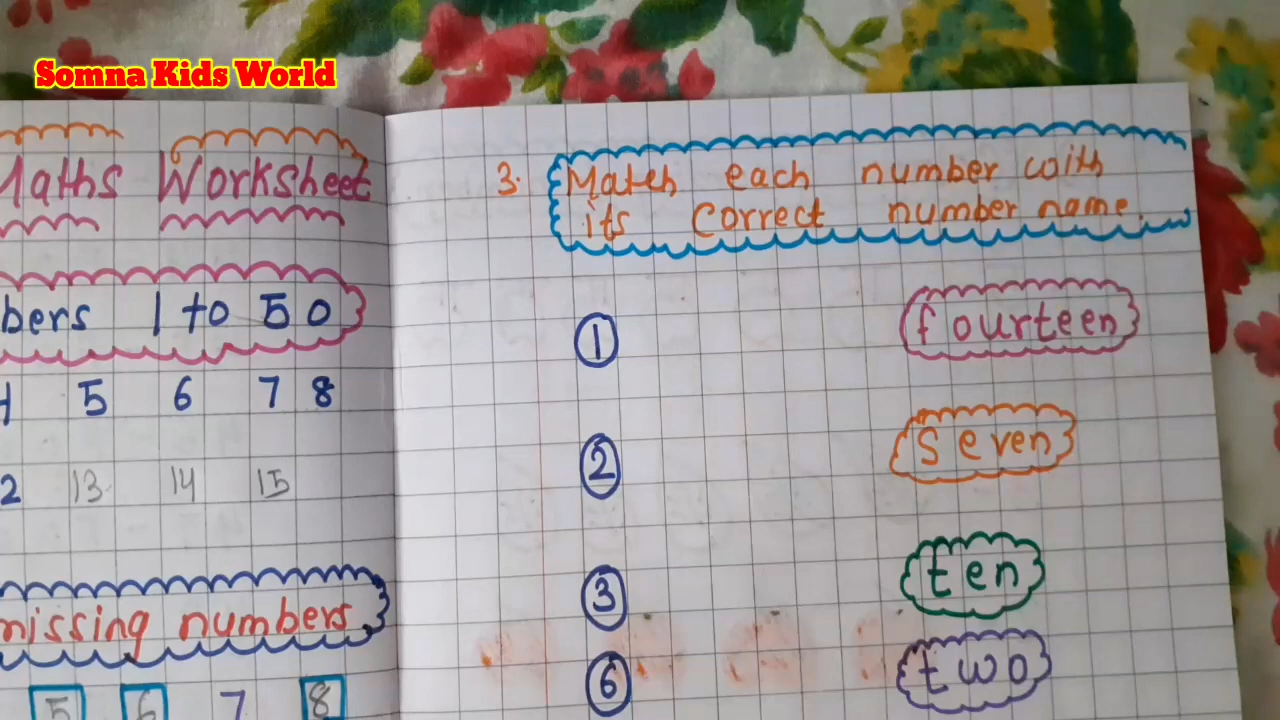 Somna Kids World
Maths Worksheet
bers 1 to 50
4 5 6 7 8
2 13 14 15
missing numbers
5 6 7 8
3. Match each number with
its correct number name.
1 fourteen
2 seven
3 ten
6 two